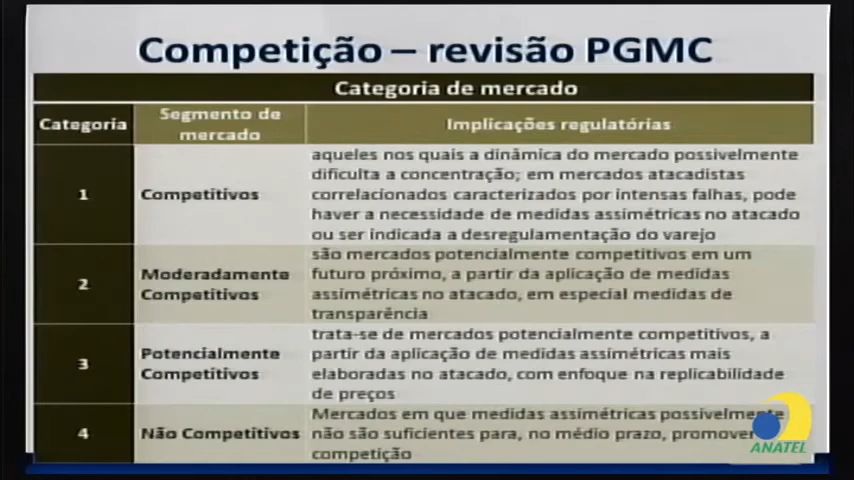 Competição – revisão PGMC
Categoria de mercado
Categoria
Segmento de
mercado
Implicações regulatórias
1
Competitivos
aqueles nos quais a dinâmica do mercado possivelmente
dificulta a concentração; em mercados atacadistas
correlacionados caracterizados por intensas falhas, pode
haver a necessidade de medidas assimétricas no atacado
ou ser indicada a desregulamentação do varejo
2
Moderadamente
Competitivos
são mercados potencialmente competitivos em um
futuro próximo, a partir da aplicação de medidas
assimétricas no atacado, em especial medidas de
transparência
3
Potencialmente
Competitivos
trata-se de mercados potencialmente competitivos, a
partir da aplicação de medidas assimétricas mais
elaboradas no atacado, com enfoque na replicabilidade
de preços
4
Não Competitivos
Mercados em que medidas assimétricas possivelmente
não são suficientes para, no médio prazo, promover
competição
ANATEL